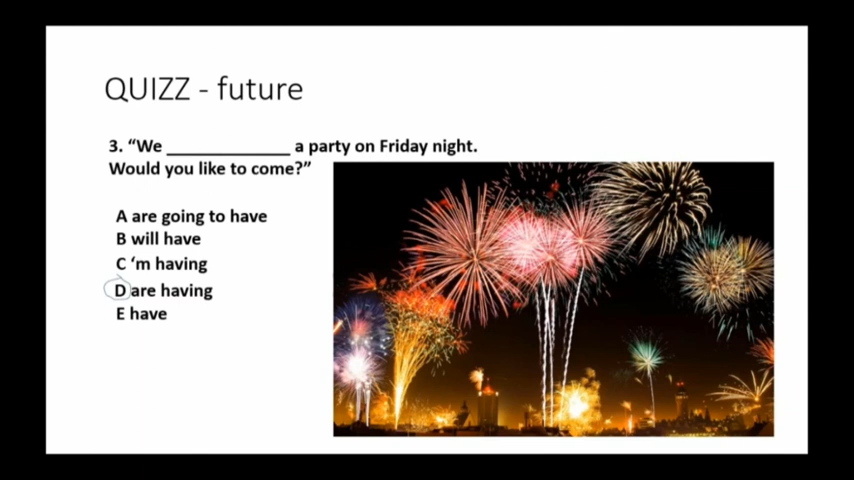 QUIZZ - future
3. “We _____________ a party on Friday night.
Would you like to come?”
A are going to have
B will have
C ‘m having
D are having
E have